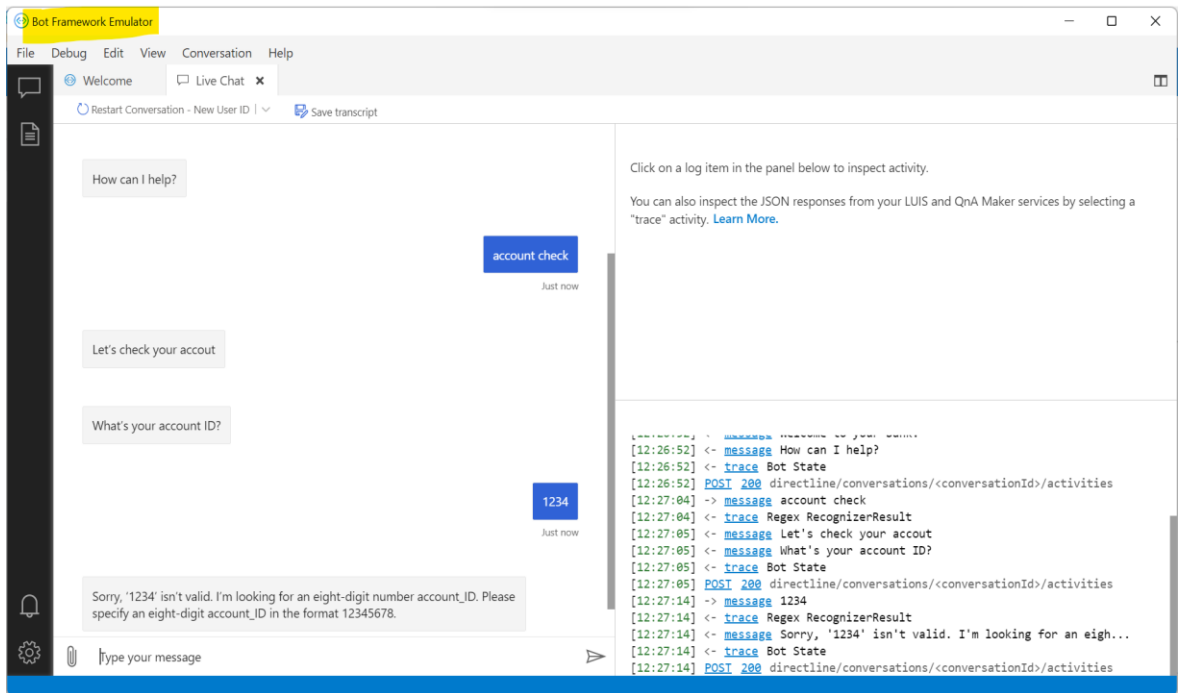 Bot Framework Emulator
File Debug Edit View Conversation Help
Welcome
Live Chat
Restart Conversation - New User ID
Save transcript
How can I help?
account check
Just now
Let's check your accout
What's your account ID?
1234
Just now
Sorry, '1234' isn't valid. I'm looking for an eight-digit number account_ID. Please
specify an eight-digit account_ID in the format 12345678.
Type your message
Click on a log item in the panel below to inspect activity.
You can also inspect the JSON responses from your LUIS and QnA Maker services by selecting a
"trace" activity. Learn More.
[12:26:52] <- message Welcome to your bank.
[12:26:52] <- message How can I help?
[12:26:52] <- trace Bot State
[12:26:52] POST 200 directline/conversations/<conversationId>/activities
[12:27:04] -> message account check
[12:27:04] <- trace Regex RecognizerResult
[12:27:05] <- message Let's check your accout
[12:27:05] <- message What's your account ID?
[12:27:05] <- trace Bot State
[12:27:05] POST 200 directline/conversations/<conversationId>/activities
[12:27:14] -> message 1234
[12:27:14] <- trace Regex RecognizerResult
[12:27:14] <- message Sorry, '1234' isn't valid. I'm looking for an eigh...
[12:27:14] <- trace Bot State
[12:27:14] POST 200 directline/conversations/<conversationId>/activities